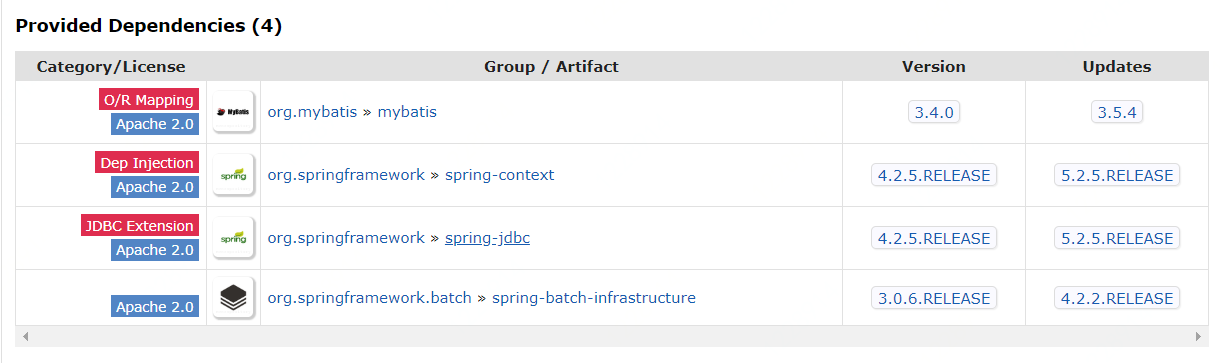 Provided Dependencies (4)
Category/License Group / Artifact Version Updates
O/R Mapping
Apache 2.0
MyBatis
org.mybatis » mybatis 3.4.0 3.5.4
Dep Injection
Apache 2.0
spring
org.springframework » spring-context 4.2.5.RELEASE 5.2.5.RELEASE
JDBC Extension
Apache 2.0
spring
org.springframework » spring-jdbc 4.2.5.RELEASE 5.2.5.RELEASE
Apache 2.0
org.springframework.batch » spring-batch-infrastructure 3.0.6.RELEASE 4.2.2.RELEASE